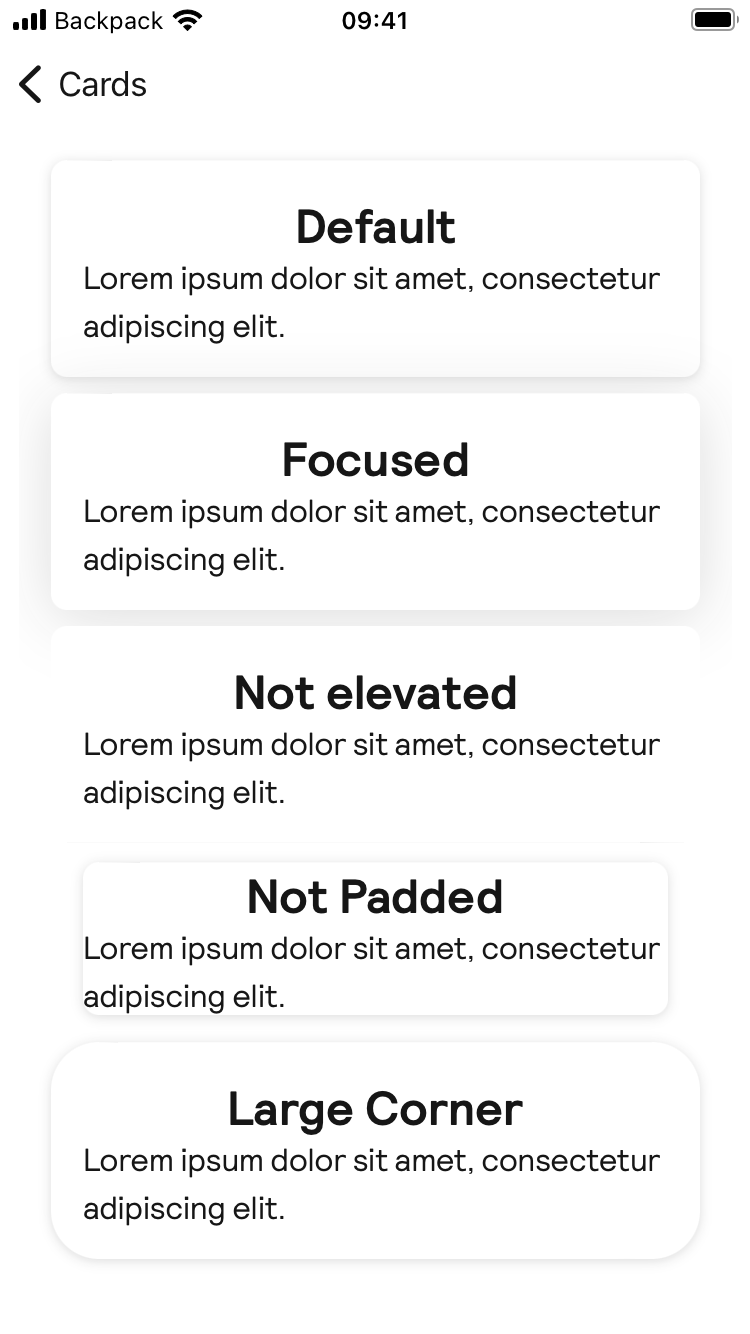 Backpack 09:41
Cards
Default
Lorem ipsum dolor sit amet, consectetur
adipiscing elit.
Focused
Lorem ipsum dolor sit amet, consectetur
adipiscing elit.
Not elevated
Lorem ipsum dolor sit amet, consectetur
adipiscing elit.
Not Padded
Lorem ipsum dolor sit amet, consectetur
adipiscing elit.
Large Corner
Lorem ipsum dolor sit amet, consectetur
adipiscing elit.